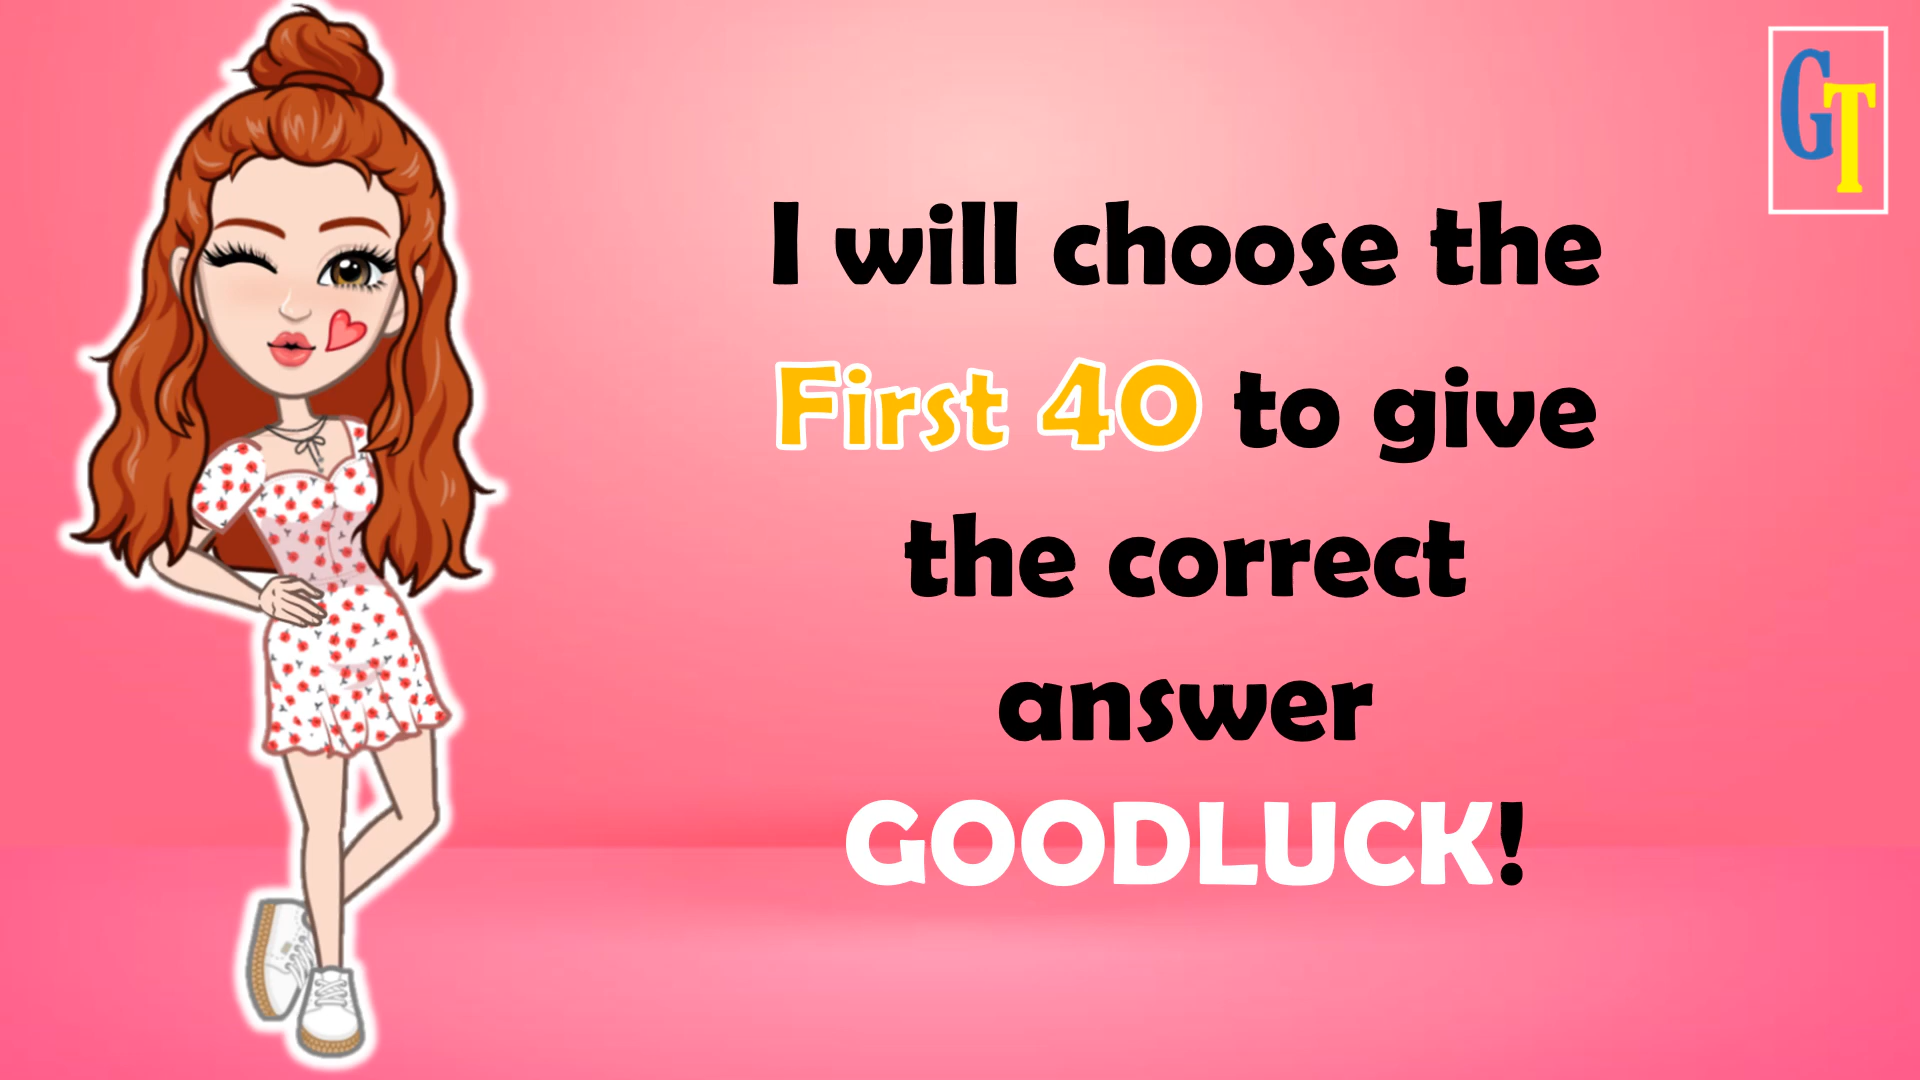 GT
I will choose the
First 40 to give
the correct
answer
GOODLUCK!